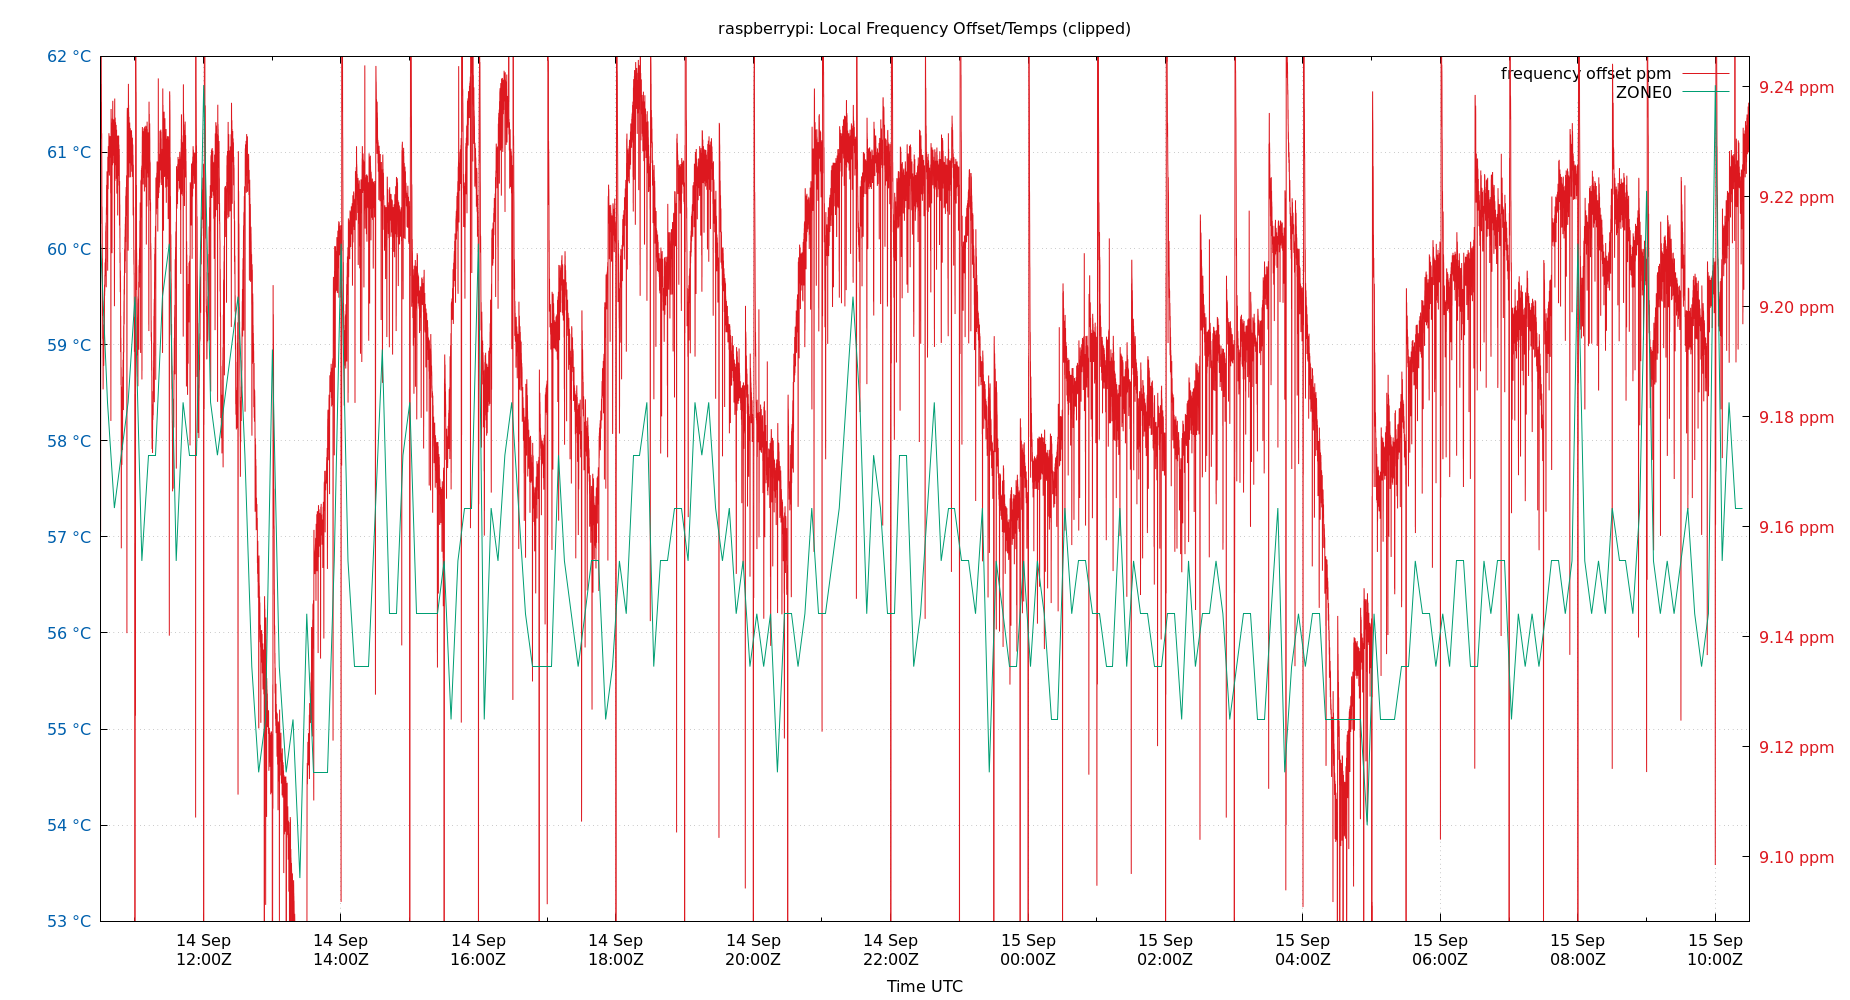 raspberrypi: Local Frequency Offset/Temps (clipped)
62 °C
61 °C
60 °C
59 °C
58 °C
57 °C
56 °C
55 °C
54 °C
53 °C
frequency offset ppm
ZONE0
9.24 ppm
9.22 ppm
9.20 ppm
9.18 ppm
9.16 ppm
9.14 ppm
9.12 ppm
9.10 ppm
14 Sep 14 Sep 14 Sep 14 Sep 14 Sep 14 Sep 15 Sep 15 Sep 15 Sep 15 Sep 15 Sep 15 Sep
12:00Z 14:00Z 16:00Z 18:00Z 20:00Z 22:00Z 00:00Z 02:00Z 04:00Z 06:00Z 08:00Z 10:00Z
Time UTC